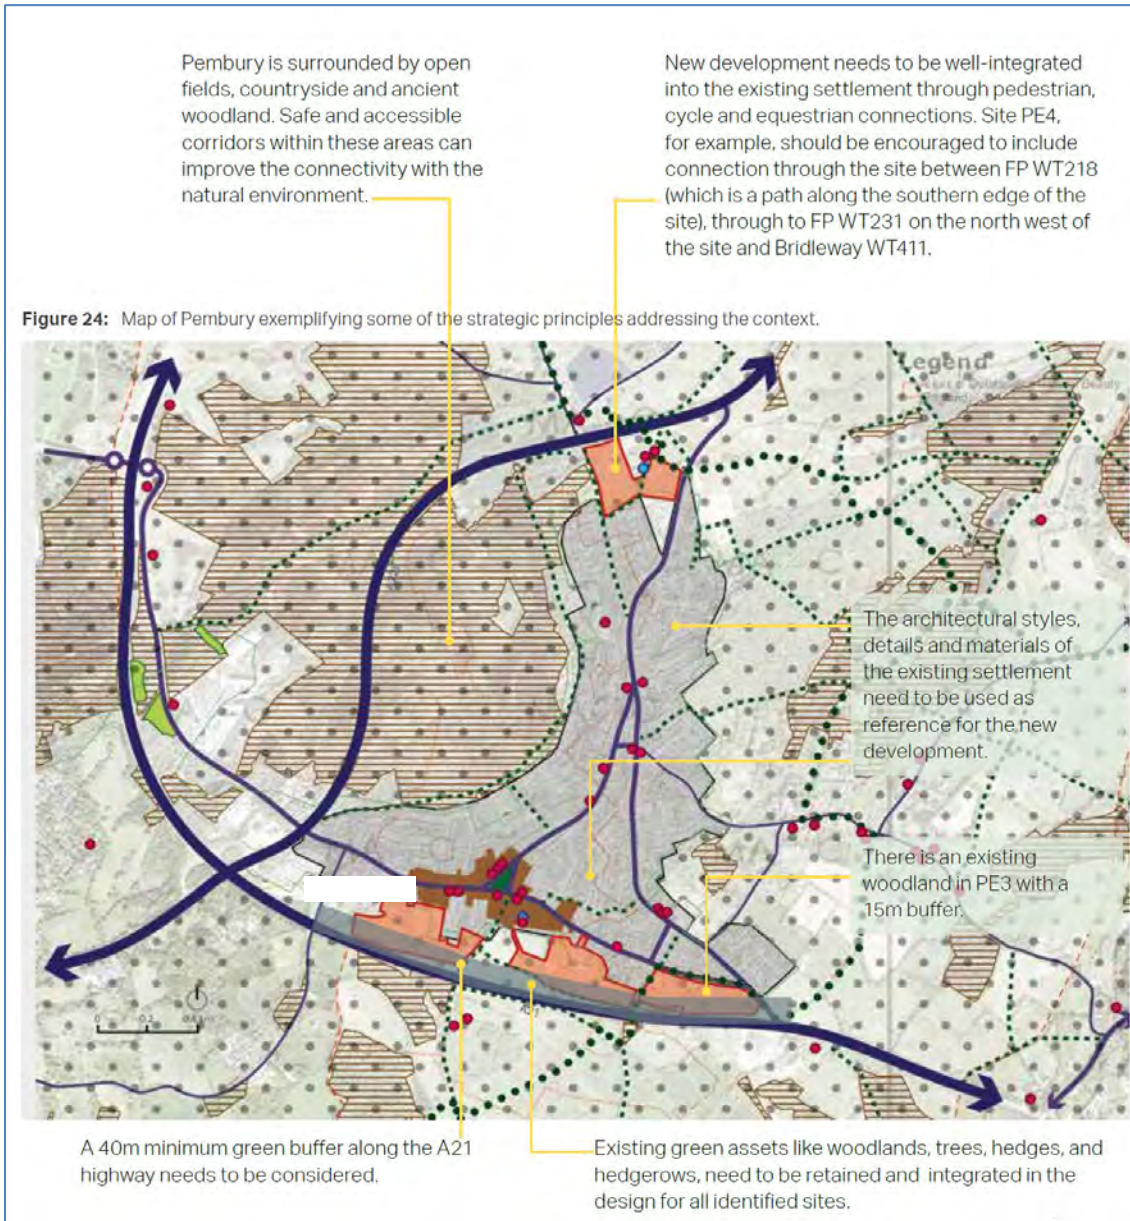 Pembury is surrounded by open
fields, countryside and ancient
woodland. Safe and accessible
corridors within these areas can
improve the connectivity with the
natural environment.
New development needs to be well-integrated
into the existing settlement through pedestrian,
cycle and equestrian connections. Site PE4,
for example, should be encouraged to include
connection through the site between FP WT218
(which is a path along the southern edge of the
site), through to FP WT231 on the north west of
the site and Bridleway WT411.
Figure 24: Map of Pembury exemplifying some of the strategic principles addressing the context.
Legend
Beauty
The architectural styles,
details and materials of
the existing settlement
need to be used as
reference for the new
development.
There is an existing
woodland in PE3 with a
15m buffer.
0 0.2
A21
A 40m minimum green buffer along the A21
highway needs to be considered.
Existing green assets like woodlands, trees, hedges, and
hedgerows, need to be retained and integrated in the
design for all identified sites.